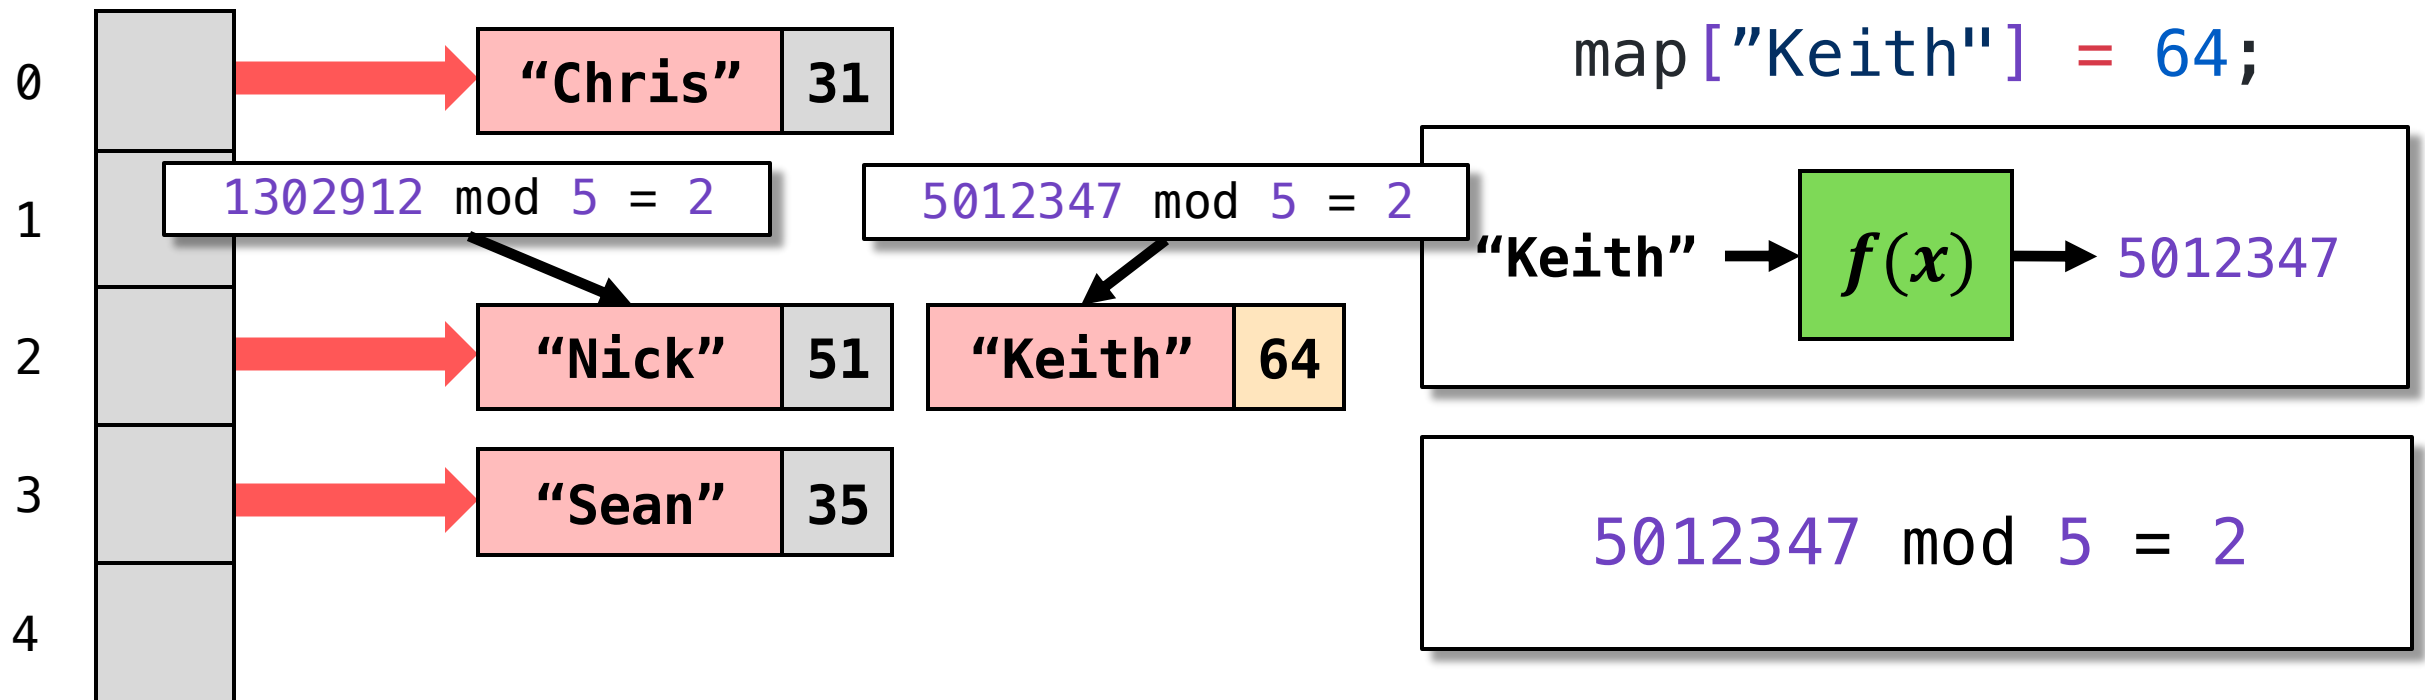 0
“Chris” 31
map[”Keith"] = 64;
1
1302912 mod 5 = 2
5012347 mod 5 = 2
“Keith” f(x) 5012347
2
“Nick” 51
“Keith” 64
3
“Sean” 35
5012347 mod 5 = 2
4